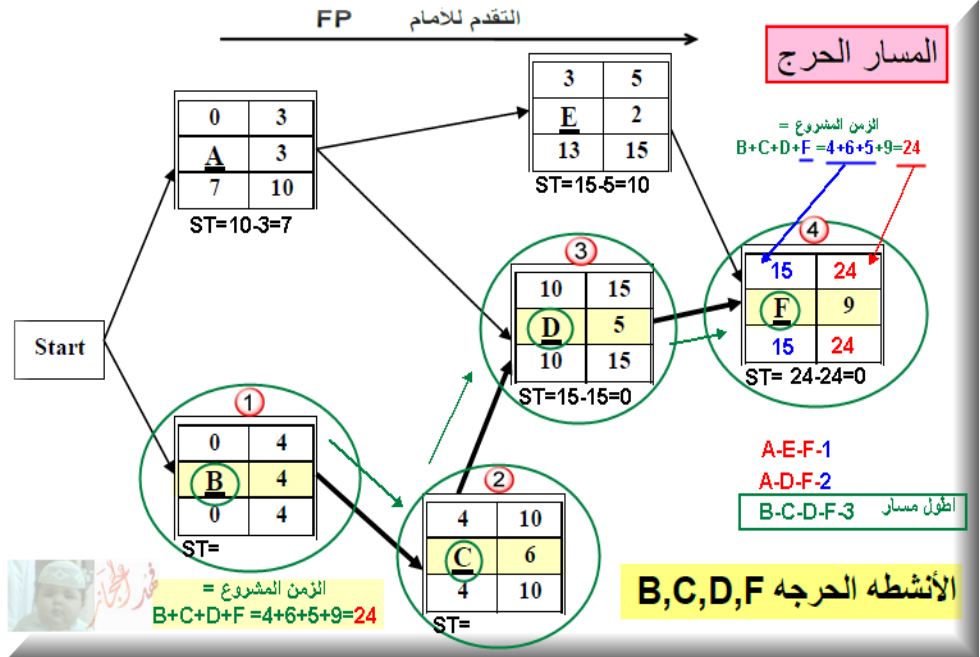 التقدم للأمام FP
المسار الحرج
0 3
A 3
7 10
ST=10-3=7
3 5
E 2
13 15
ST=15-5=10
الزمن المشروع =
B+C+D+F =4+6+5+9=24
3
10 15
D 5
10 15
ST=15-15=0
4
15 24
F 9
15 24
ST= 24-24=0
Start
1
0 4
B 4
0 4
ST=
2
4 10
C 6
4 10
ST=
A-E-F-1
A-D-F-2
B-C-D-F-3 اطول مسار
الزمن المشروع =
B+C+D+F =4+6+5+9=24
الأنشطه الحرجه B,C,D,F
فهد الحجاز